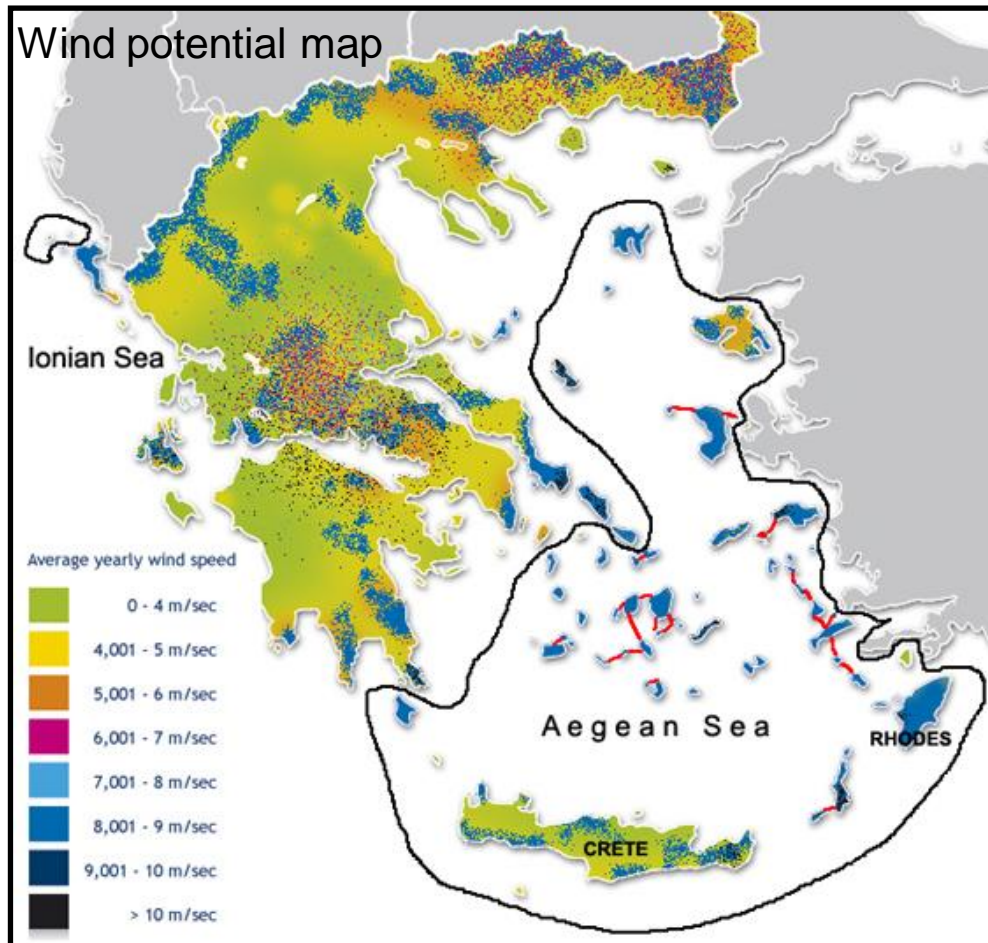 Wind potential map
Ionian Sea
Average yearly wind speed
0 - 4 m/sec
4,001 - 5 m/sec
5,001 - 6 m/sec
6,001 - 7 m/sec
7,001 - 8 m/sec
8,001 - 9 m/sec
9,001 - 10 m/sec
> 10 m/sec
Aegean Sea
RHODES
CRETE